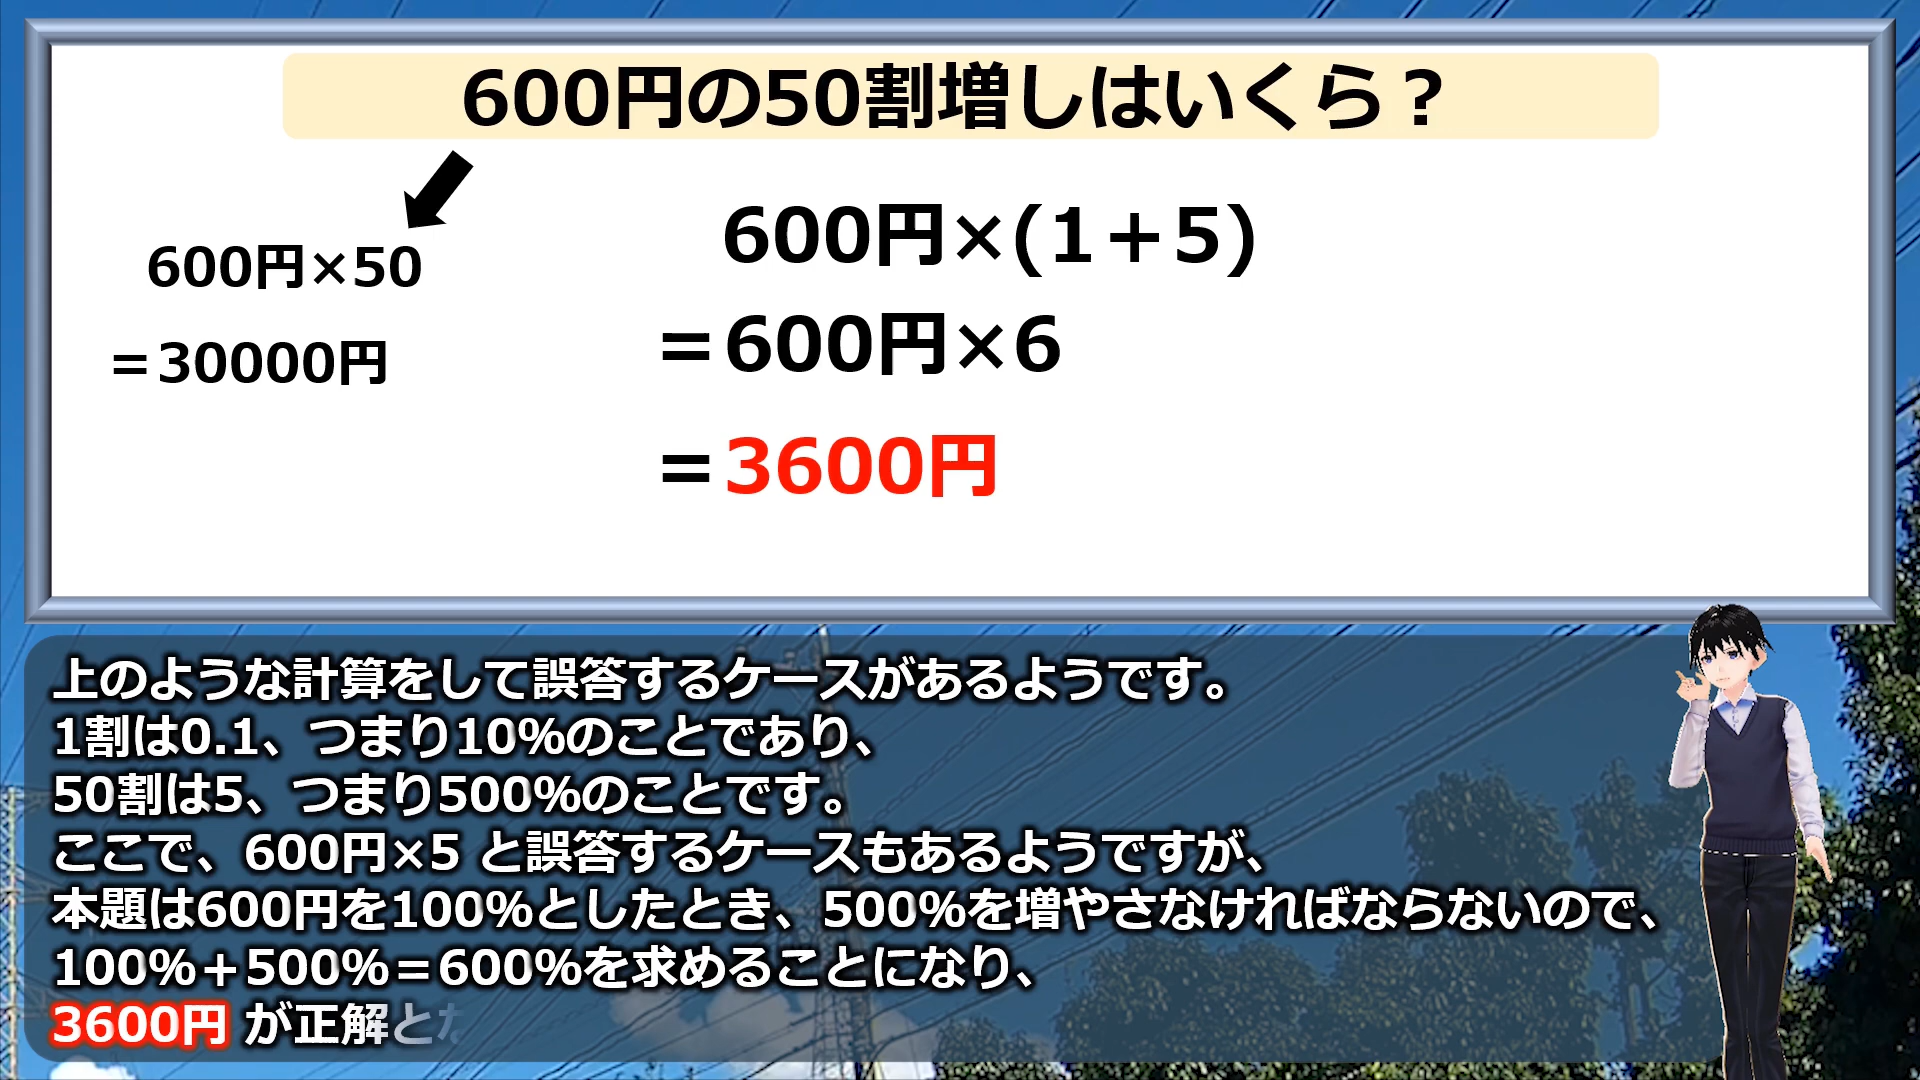 600円の50割増しはいくら？
600円×50
＝30000円
600円×(1＋5)
＝600円×6
＝3600円
上のような計算をして誤答するケースがあるようです。
1割は0.1、つまり10%のことであり、
50割は5、つまり500%のことです。
ここで、600円×5 と誤答するケースもあるようですが、
本題は600円を100%としたとき、500%を増やさなければならないので、
100%＋500%＝600%を求めることになり、
3600円 が正解と